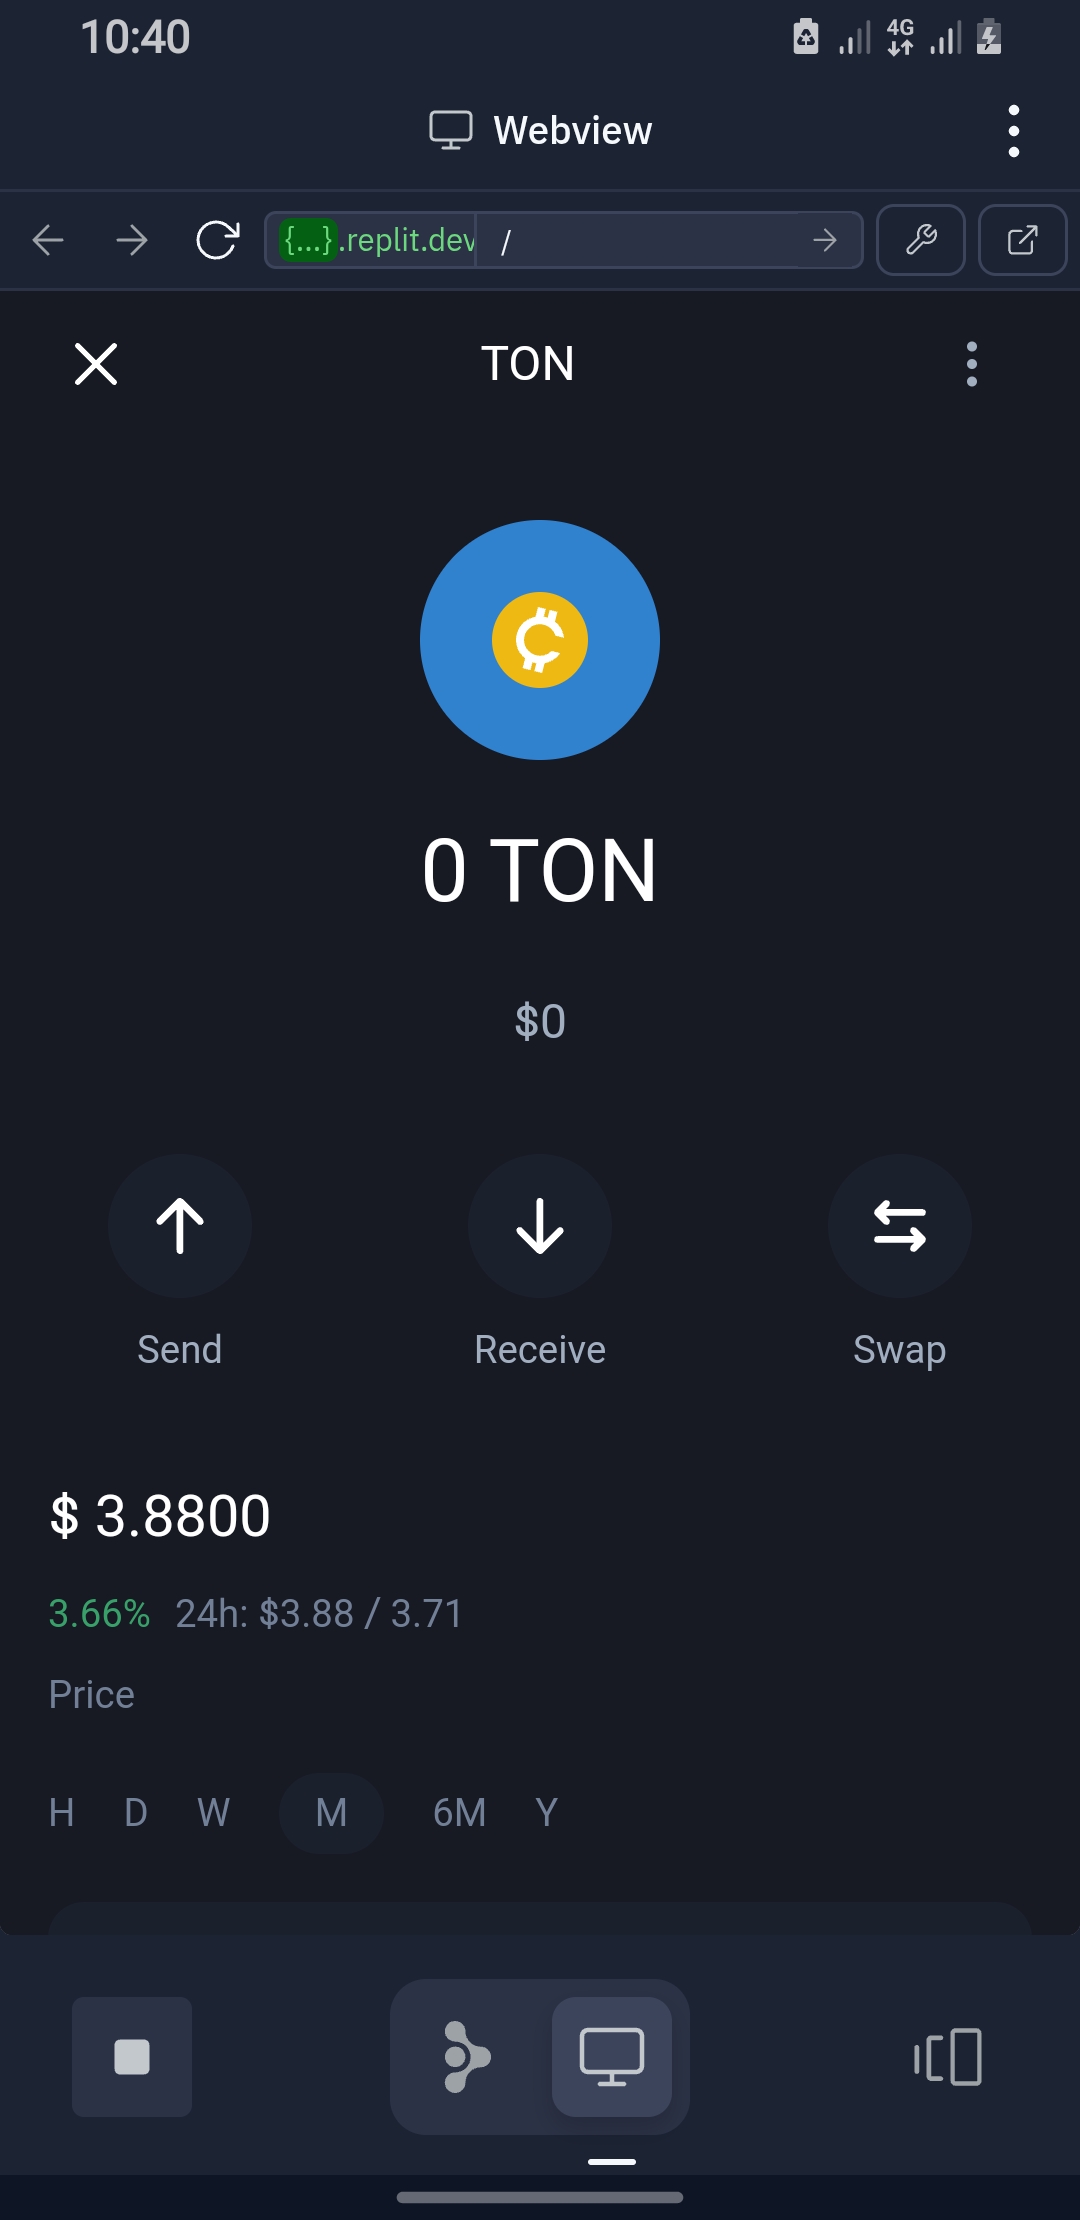 10:40
4G
Webview
{...}.replit.dev /
TON
0 TON
$0
Send Receive Swap
$ 3.8800
3.66% 24h: $3.88 / 3.71
Price
H D W M 6M Y